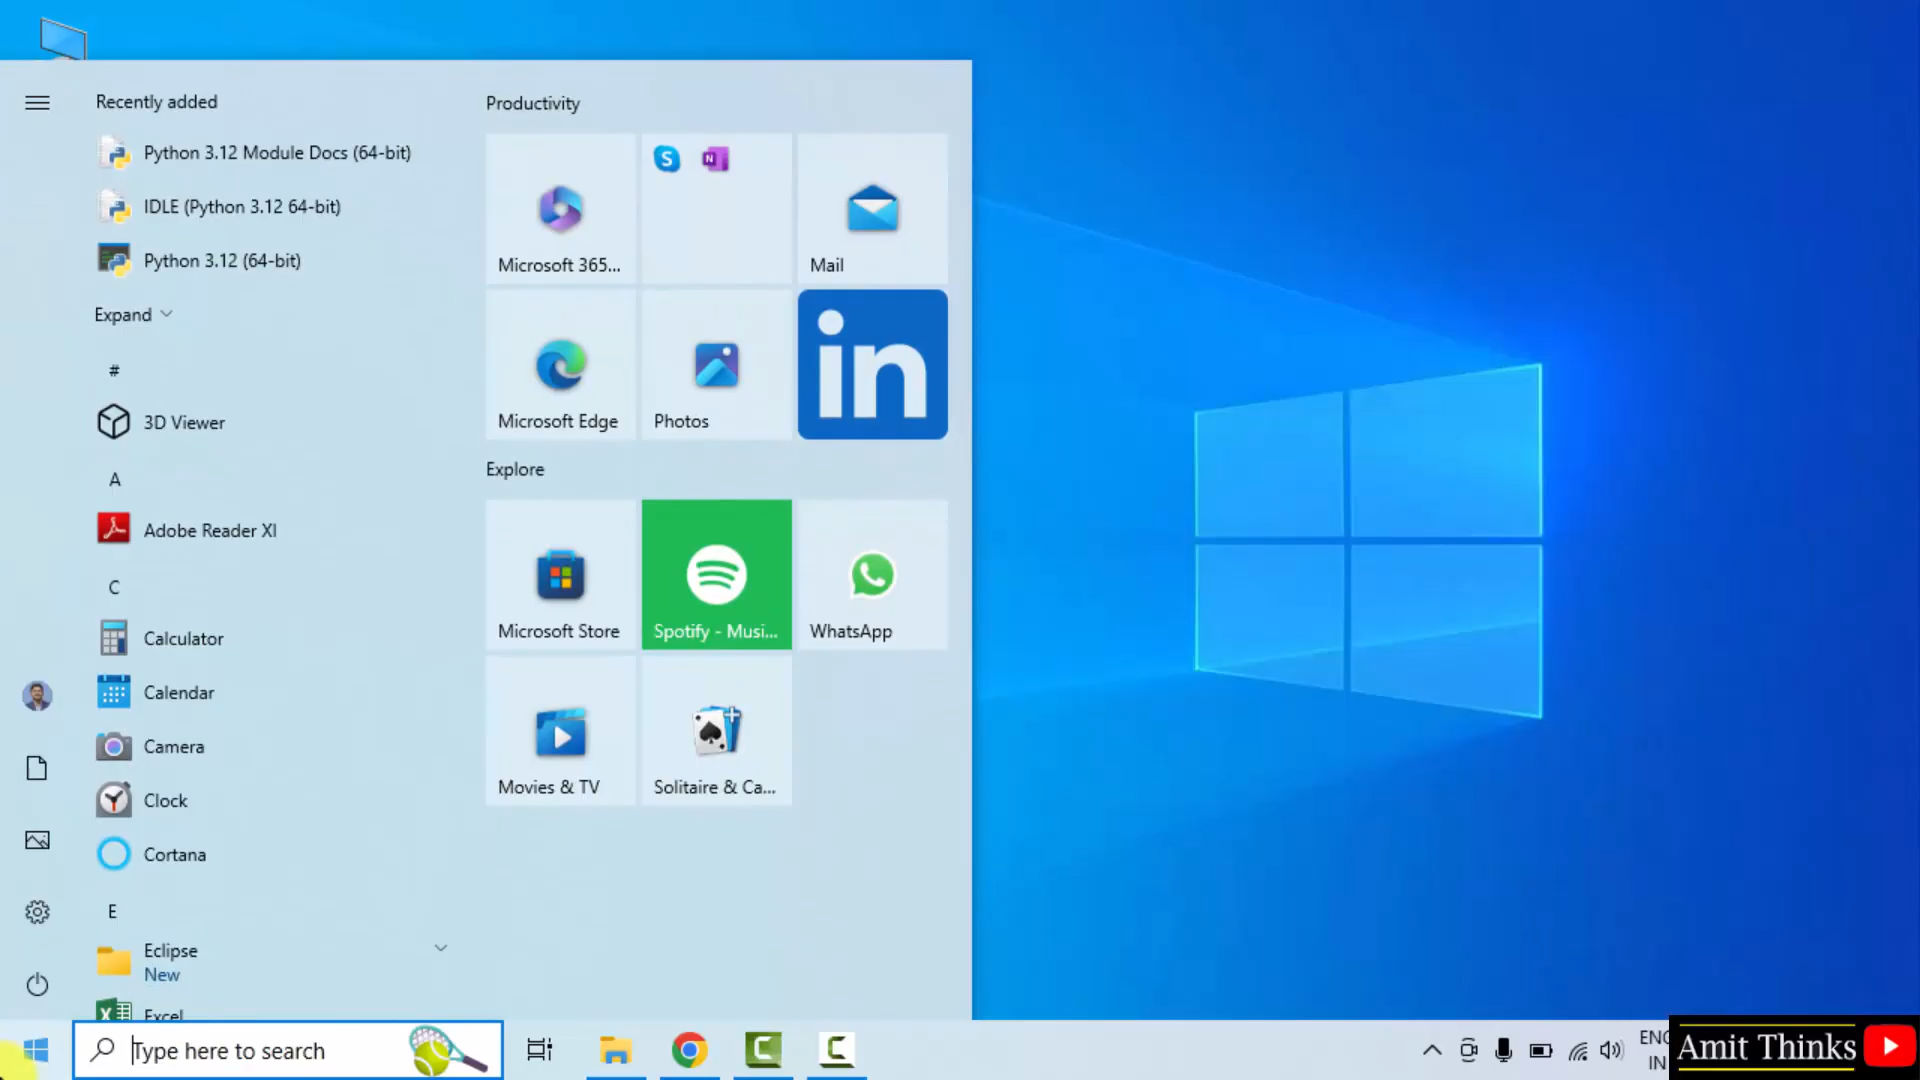 Recently added
Python 3.12 Module Docs (64-bit)
IDLE (Python 3.12 64-bit)
Python 3.12 (64-bit)
Expand
#
3D Viewer
A
Adobe Reader XI
C
Calculator
Calendar
Camera
Clock
Cortana
E
Eclipse
New
Excel
Productivity
S
N
Microsoft 365...
Mail
Microsoft Edge
Photos
in
Explore
Microsoft Store
Spotify - Musi...
WhatsApp
Movies & TV
Solitaire & Ca...
Type here to search
ENG
IN
Amit Thinks